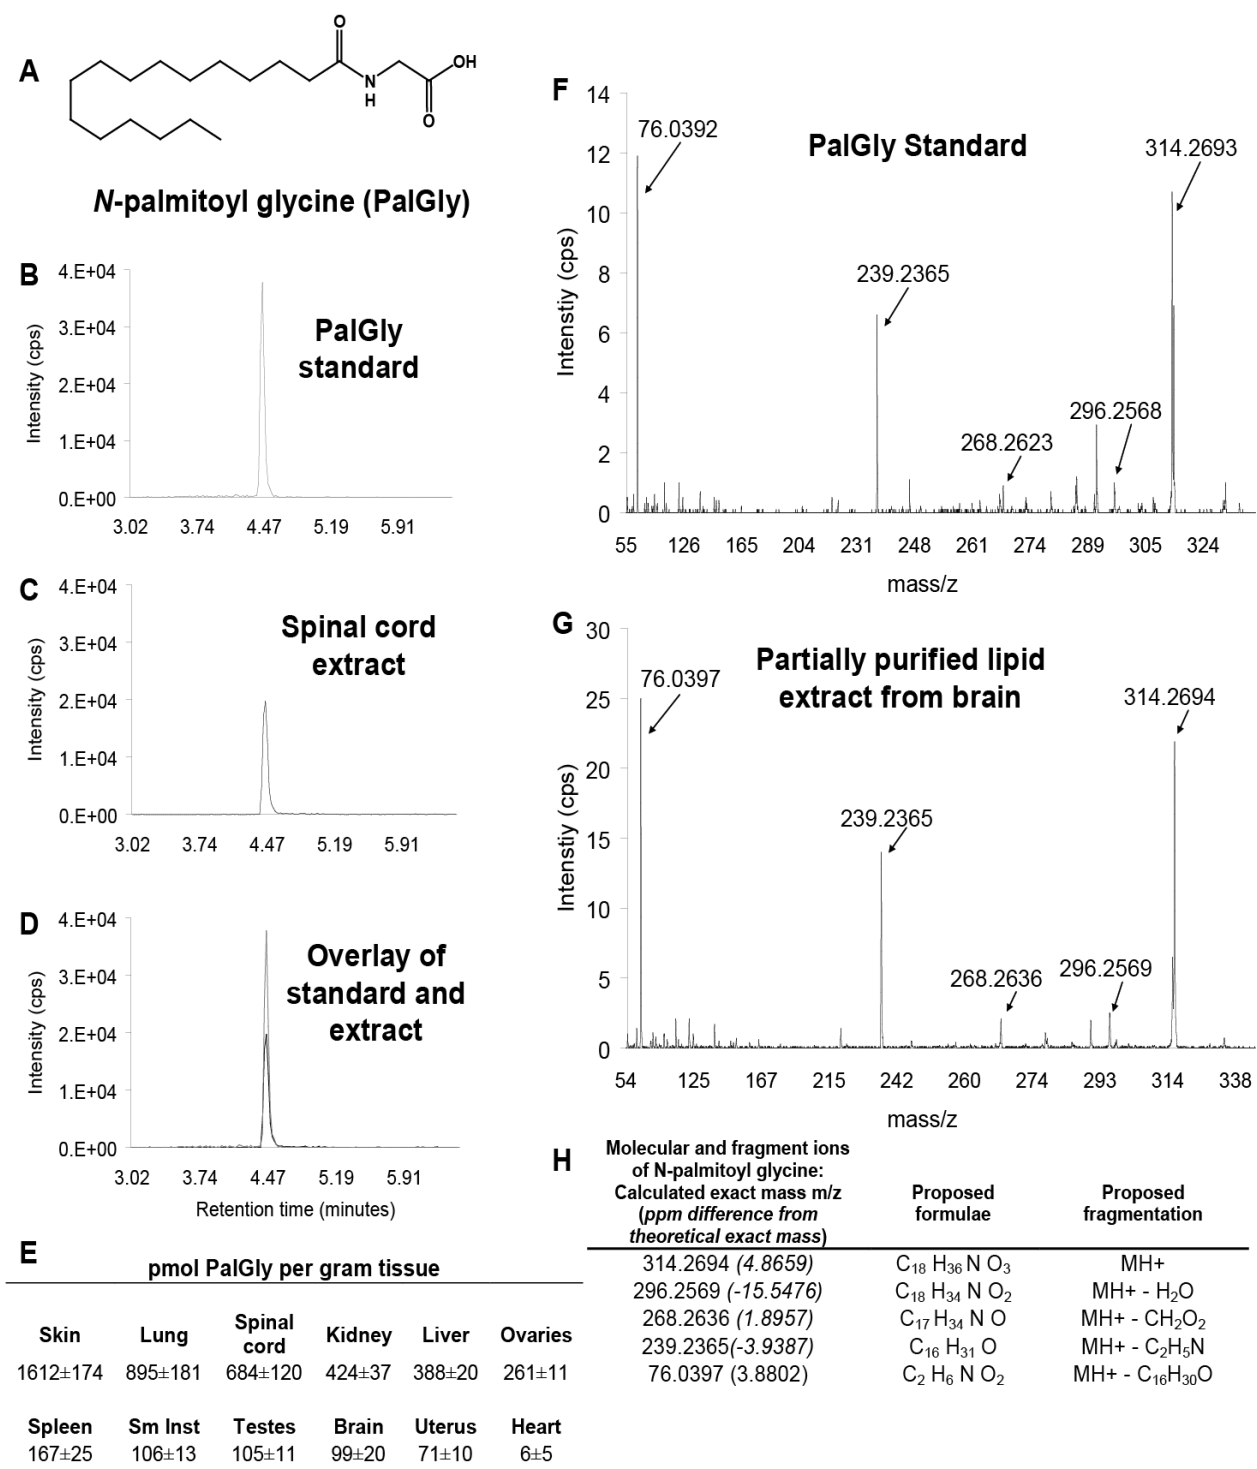 A
O
OH
N
H
O
N-palmitoyl glycine (PalGly)
B
4.E+04
3.E+04
2.E+04
1.E+04
0.E+00
Intensity (cps)
PalGly
standard
3.02 3.74 4.47 5.19 5.91
C
4.E+04
3.E+04
2.E+04
1.E+04
0.E+00
Intensity (cps)
Spinal cord
extract
3.02 3.74 4.47 5.19 5.91
D
4.E+04
3.E+04
2.E+04
1.E+04
0.E+00
Intensity (cps)
Overlay of
standard and
extract
3.02 3.74 4.47 5.19 5.91
Retention time (minutes)
E
pmol PalGly per gram tissue
Skin Lung Spinal cord Kidney Liver Ovaries
1612±174 895±181 684±120 424±37 388±20 261±11
Spleen Sm Inst Testes Brain Uterus Heart
167±25 106±13 105±11 99±20 71±10 6±5
F
14
12
10
8
6
4
2
0
Intenstiy (cps)
PalGly Standard
76.0392
239.2365
268.2623
296.2568
314.2693
55 126 165 204 231 248 261 274 289 305 324
mass/z
G
30
25
20
15
10
5
0
Intenstiy (cps)
Partially purified lipid
extract from brain
76.0397
239.2365
268.2636
296.2569
314.2694
54 125 167 215 242 260 274 293 314 338
mass/z
H
Molecular and fragment ions
of N-palmitoyl glycine:
Calculated exact mass m/z
(ppm difference from
theoretical exact mass)
Proposed
formulae
Proposed
fragmentation
314.2694 (4.8659) C18 H36 N O3 MH+
296.2569 (-15.5476) C18 H34 N O2 MH+ - H2O
268.2636 (1.8957) C17 H34 N O MH+ - CH2O2
239.2365(-3.9387) C16 H31 O MH+ - C2H5N
76.0397 (3.8802) C2 H6 N O2 MH+ - C16H30O